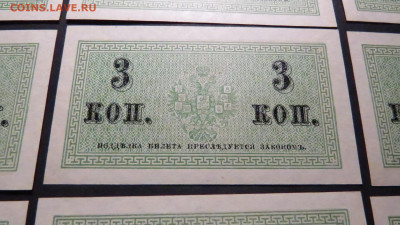 COINS.LAVE.RU
3 3
КОП. КОП.
ПОДДѢЛКА БИЛЕТА ПРЕСЛѢДУЕТСЯ ЗАКОНОМЪ.